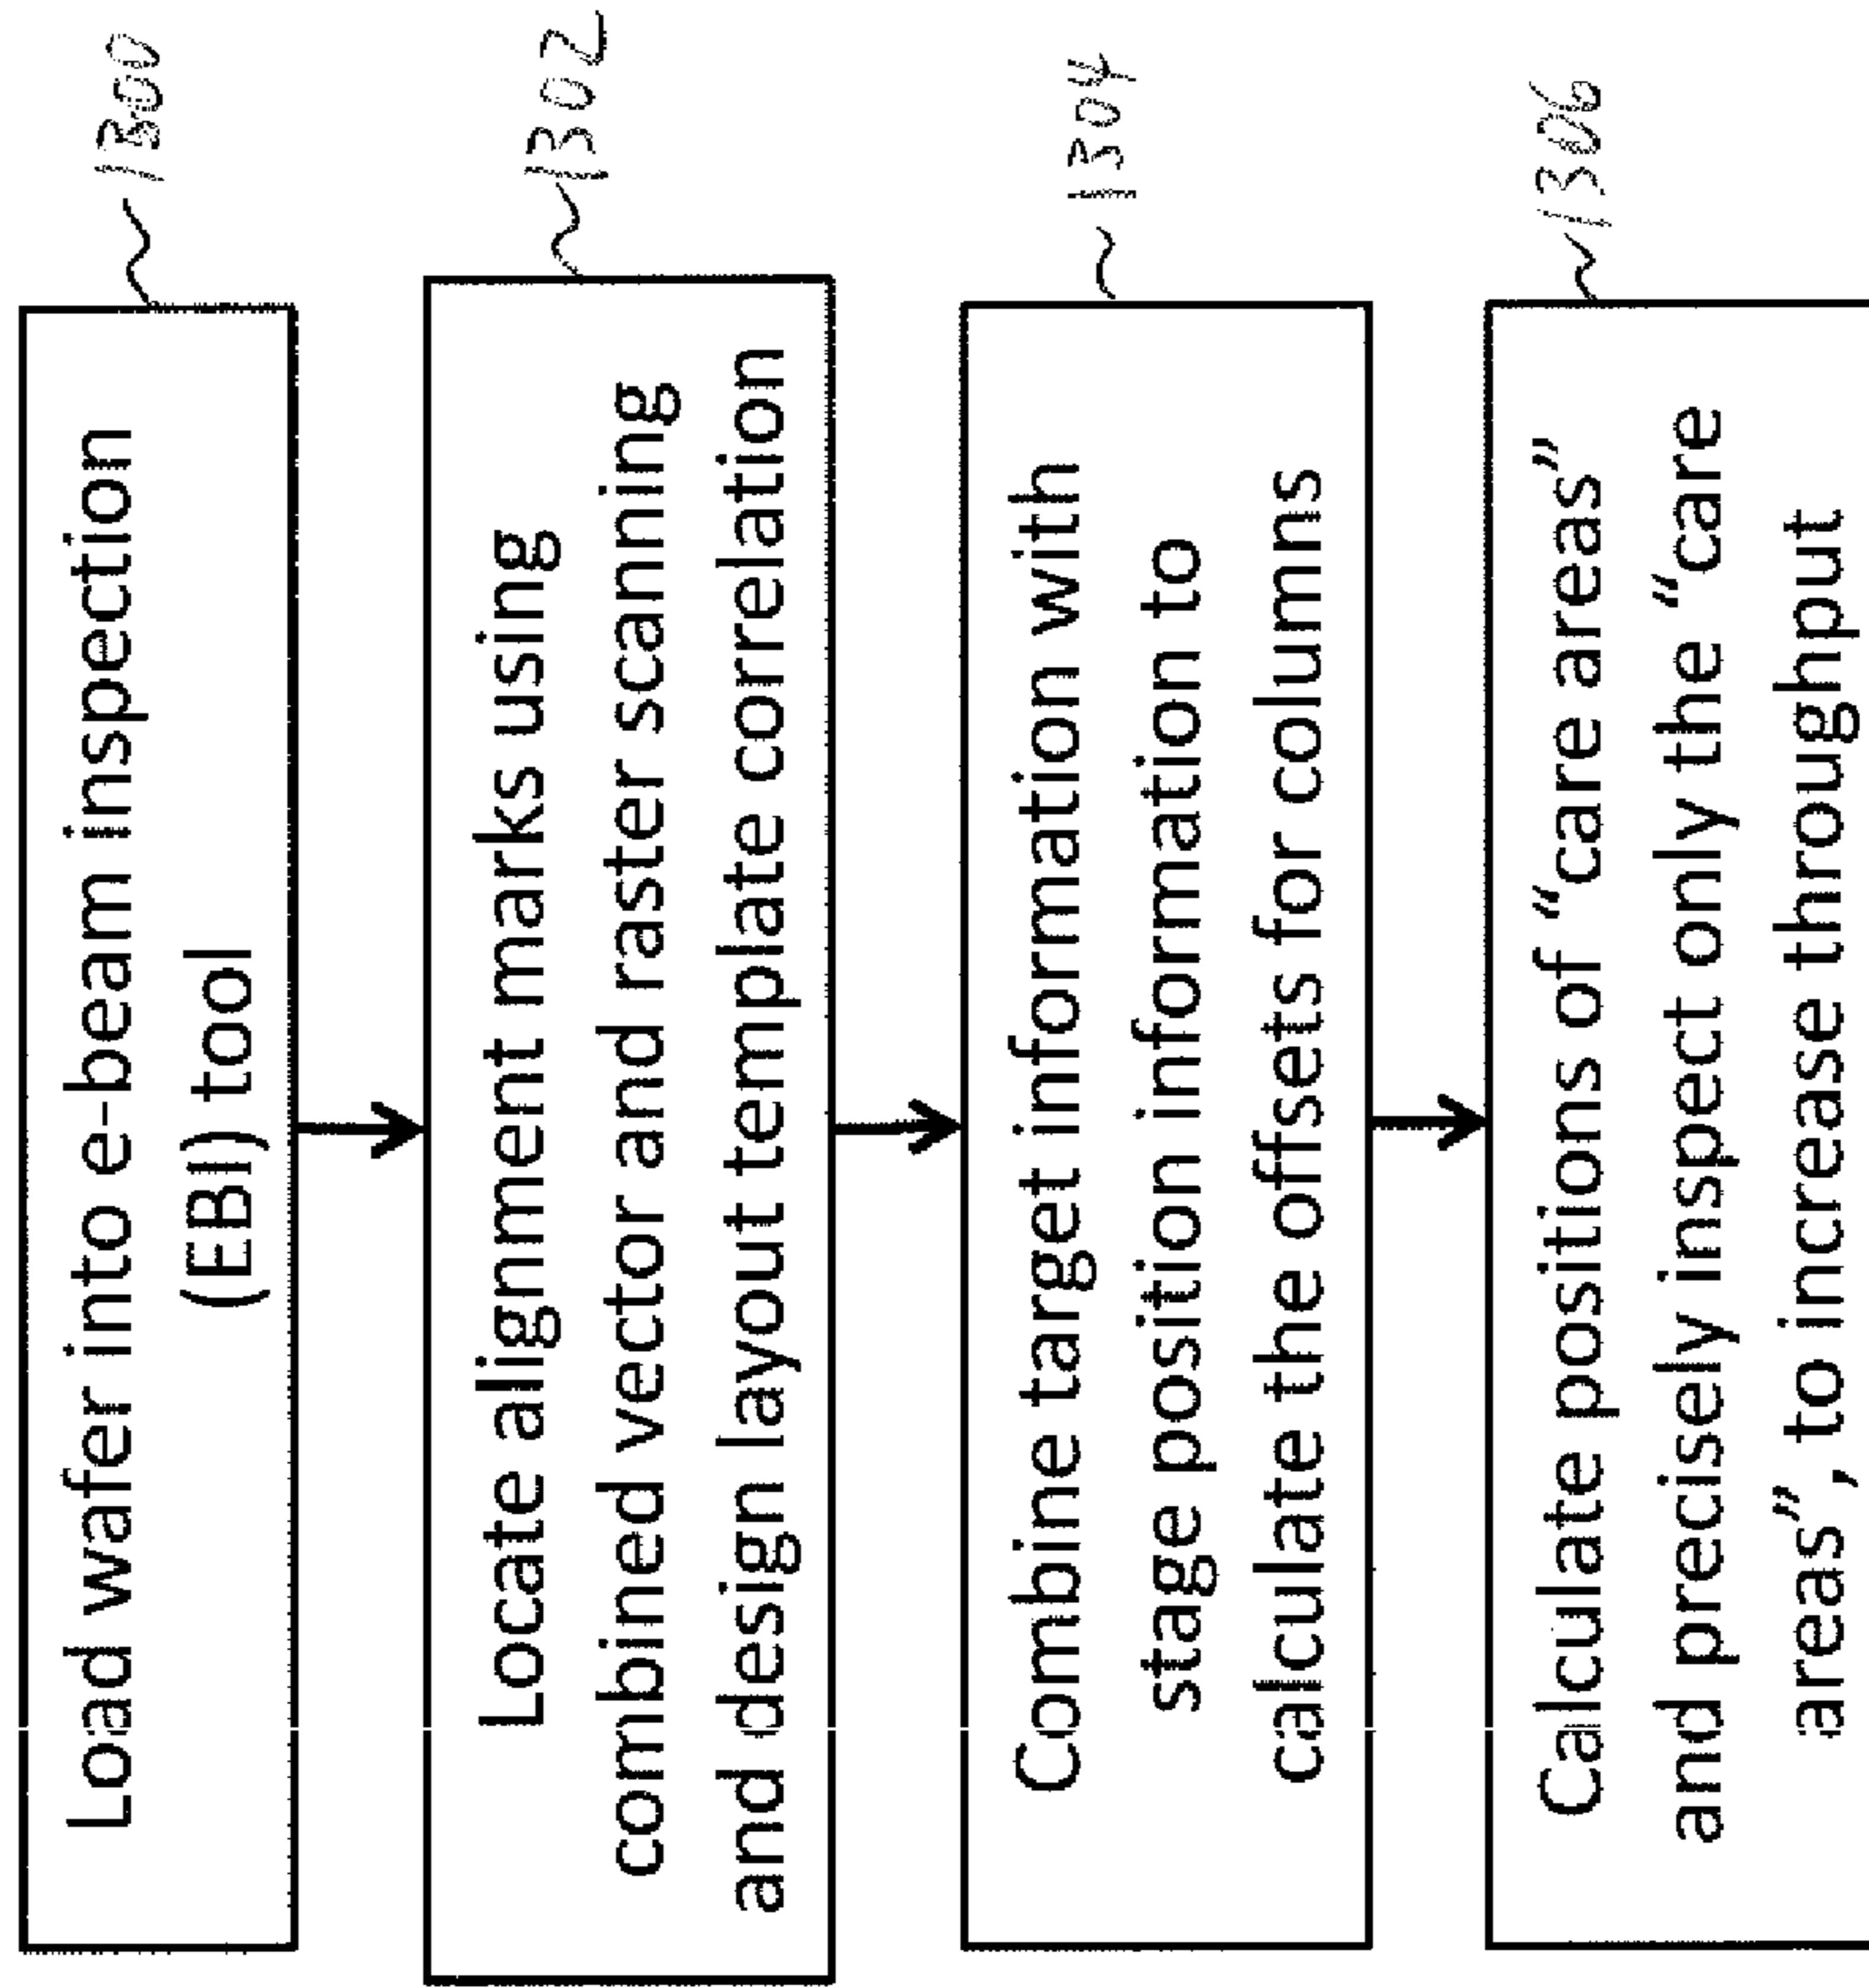 Load wafer into e-beam inspection
(EBI) tool
1300
Locate alignment marks using
combined vector and raster scanning
and design layout template correlation
1302
Combine target information with
stage position information to
calculate the offsets for columns
1304
Calculate positions of “care areas”
and precisely inspect only the “care
areas”, to increase throughput
1306